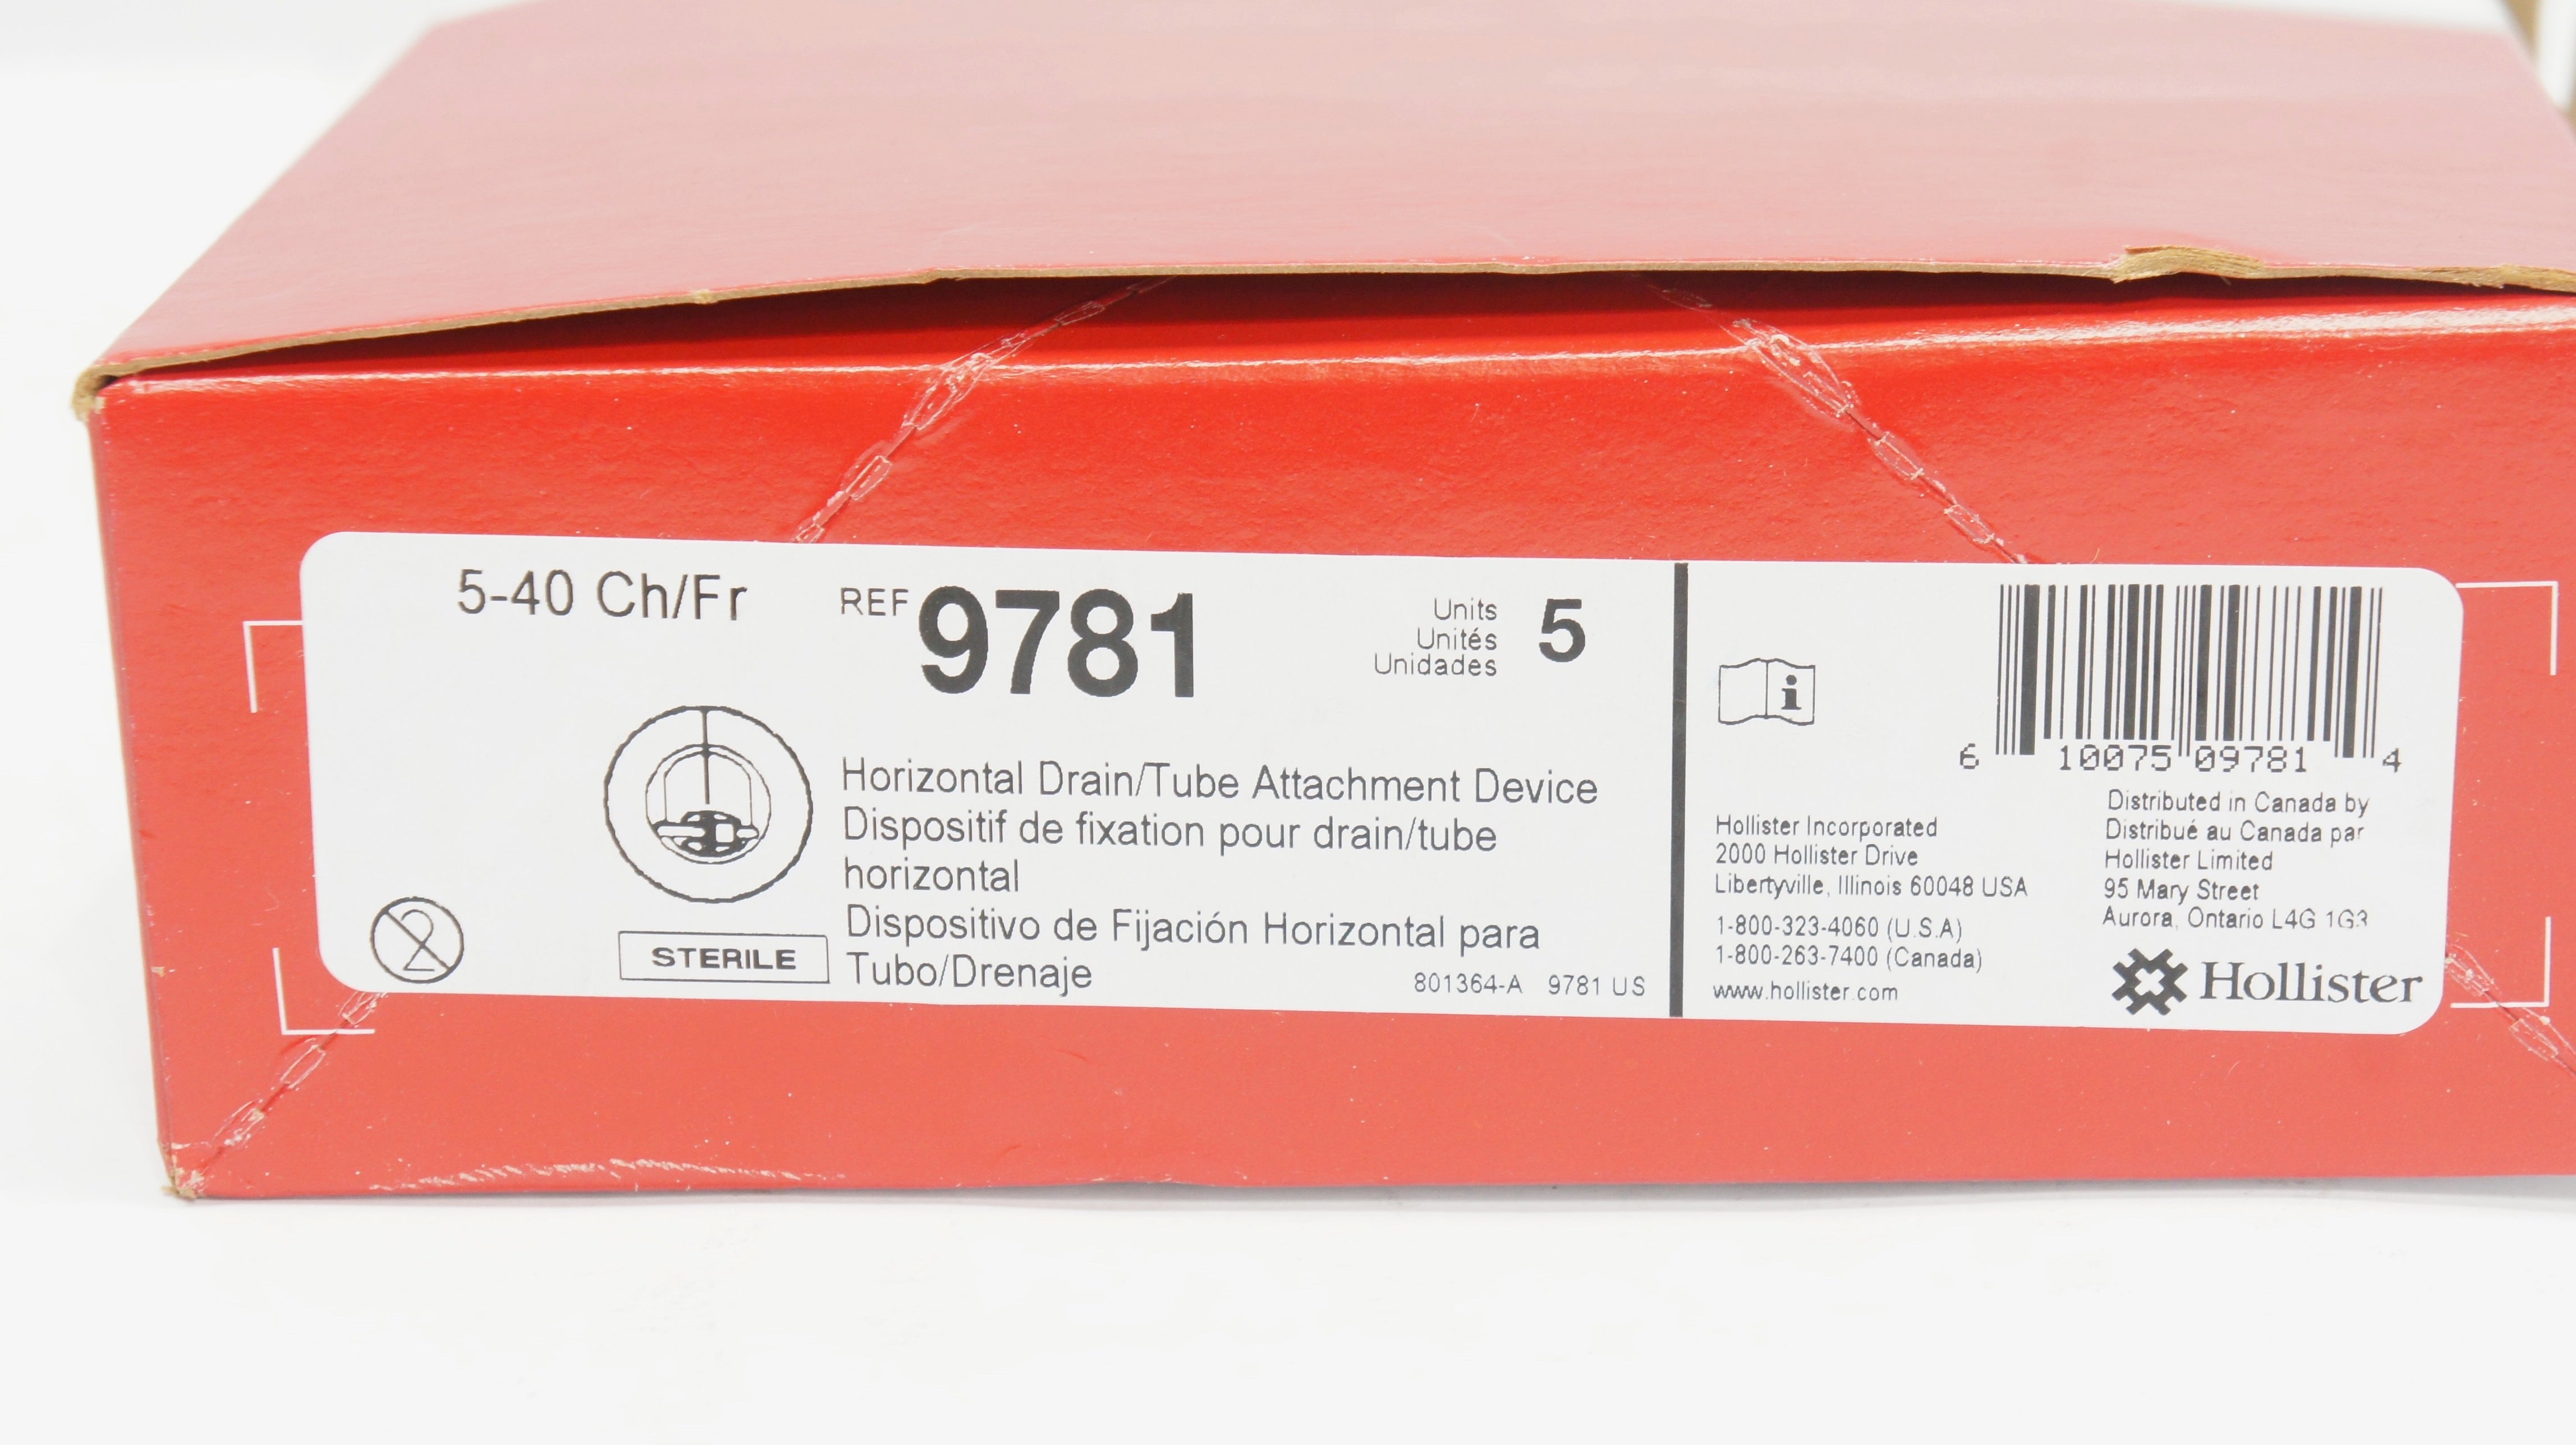 5-40 Ch/Fr
REF 9781
Units
Unités
Unidades
5
Horizontal Drain/Tube Attachment Device
Dispositif de fixation pour drain/tube
horizontal
Dispositivo de Fijación Horizontal para
Tubo/Drenaje
2
STERILE
801364-A 9781 US
i
6 10075 09781 4
Hollister Incorporated
2000 Hollister Drive
Libertyville, Illinois 60048 USA
1-800-323-4060 (U.S.A)
1-800-263-7400 (Canada)
www.hollister.com
Distributed in Canada by
Distribué au Canada par
Hollister Limited
95 Mary Street
Aurora, Ontario L4G 1G3
Hollister